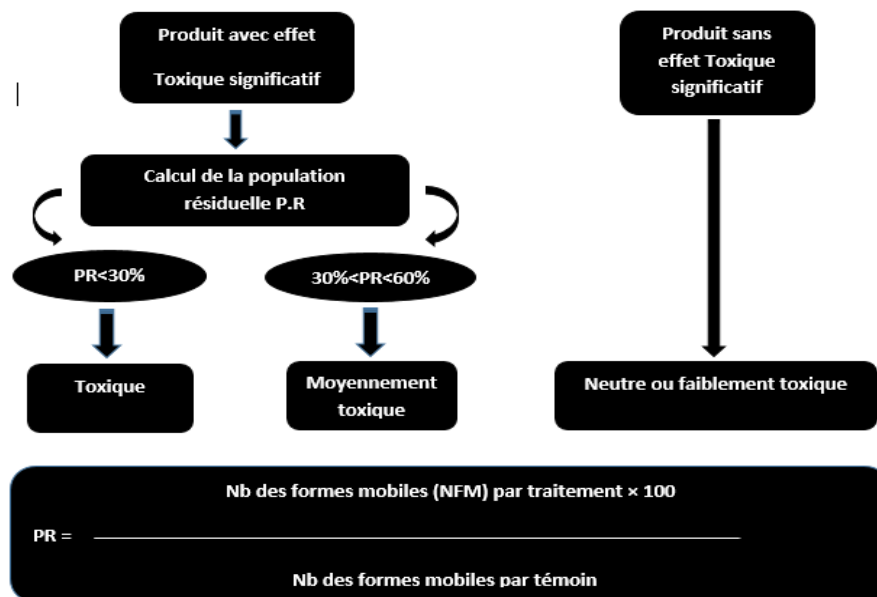 Produit avec effet
Toxique significatif
Produit sans
effet Toxique
significatif
Calcul de la population
résiduelle P.R
PR<30%
30%<PR<60%
Toxique
Moyennement
toxique
Neutre ou faiblement toxique
Nb des formes mobiles (NFM) par traitement × 100
PR =
Nb des formes mobiles par témoin